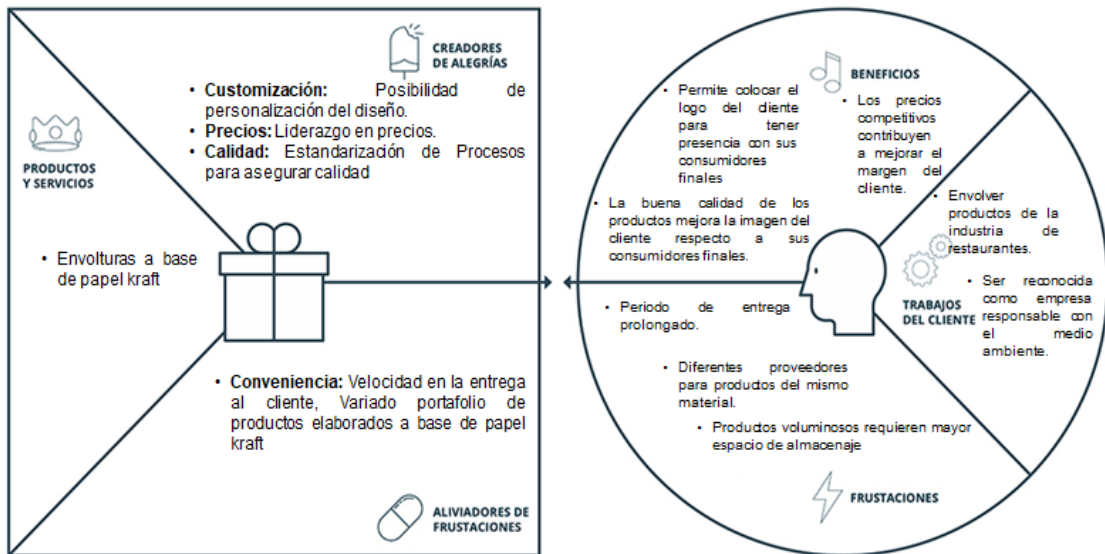 CREADORES
DE ALEGRÍAS
• Customización: Posibilidad de
personalización del diseño.
• Precios: Liderazgo en precios.
• Calidad: Estandarización de Procesos
para asegurar calidad
PRODUCTOS
Y SERVICIOS
• Envolturas a base
de papel kraft
• Conveniencia: Velocidad en la entrega
al cliente, Variado portafolio de
productos elaborados a base de papel
kraft
ALIVIADORES DE
FRUSTACIONES
BENEFICIOS
• Permite colocar el
logo del cliente
para tener
presencia con sus
consumidores
finales
• Los precios
competitivos
contribuyen
a mejorar el
margen del
cliente.
• La buena calidad de los
productos mejora la imagen del
cliente respecto a sus
consumidores finales.
• Envolver
productos de la
industria de
restaurantes.
TRABAJOS
DEL CLIENTE
• Ser reconocida
como empresa
responsable con
el medio
ambiente.
• Periodo de entrega
prolongado.
• Diferentes proveedores
para productos del mismo
material.
• Productos voluminosos requieren mayor
espacio de almacenaje
FRUSTACIONES